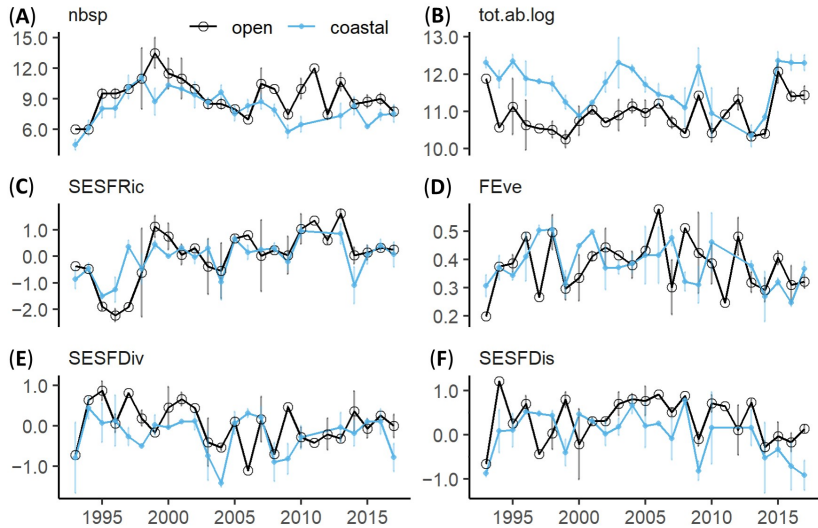 (A) nbsp
open coastal
15.0
12.0
9.0
6.0
(B) tot.ab.log
13.0
12.0
11.0
10.0
(C) SESFRic
1.0
0.0
−1.0
−2.0
(D) FEve
0.5
0.4
0.3
0.2
(E) SESFDiv
1.0
0.0
−1.0
1995 2000 2005 2010 2015
(F) SESFDis
1.0
0.0
−1.0
1995 2000 2005 2010 2015